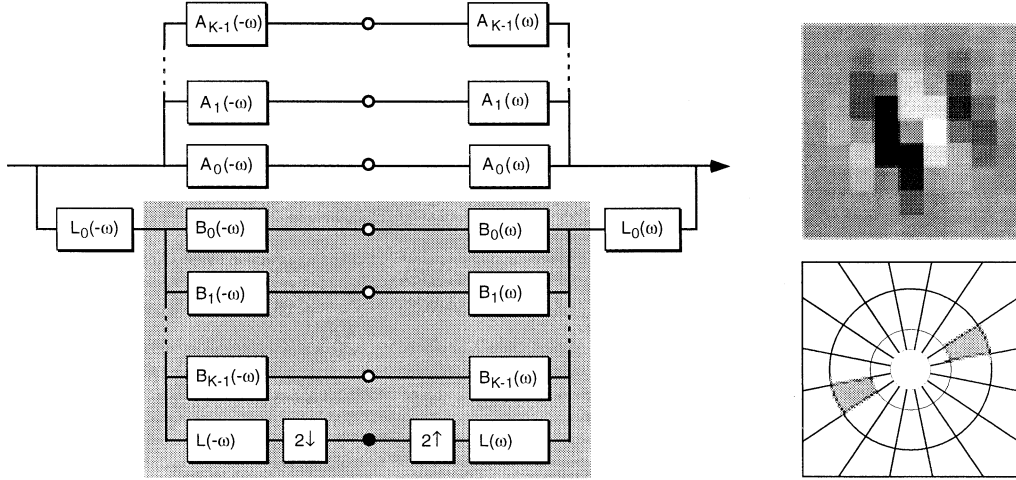 A_{K-1}(-ω) A_{K-1}(ω)
A_1(-ω) A_1(ω)
A_0(-ω) A_0(ω)
L_0(-ω) B_0(-ω) B_0(ω) L_0(ω)
B_1(-ω) B_1(ω)
B_{K-1}(-ω) B_{K-1}(ω)
L(-ω) 2↓ 2↑ L(ω)